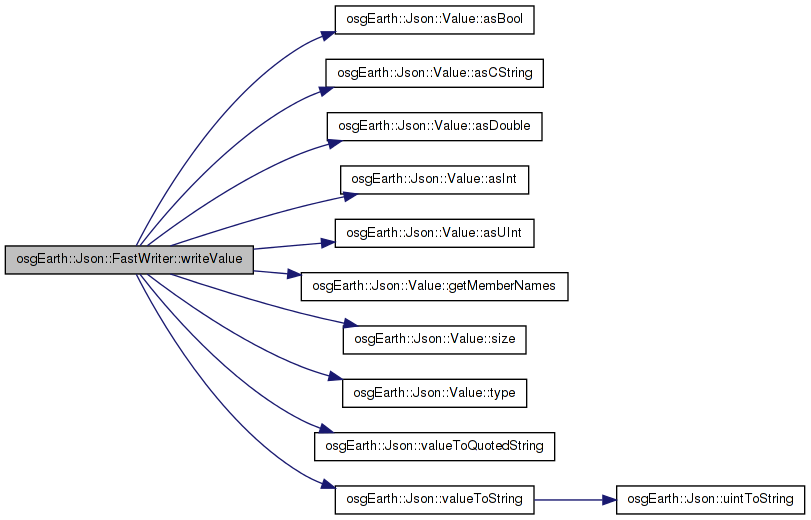 osgEarth::Json::Value::asBool
osgEarth::Json::Value::asCString
osgEarth::Json::Value::asDouble
osgEarth::Json::Value::asInt
osgEarth::Json::Value::asUInt
osgEarth::Json::FastWriter::writeValue
osgEarth::Json::Value::getMemberNames
osgEarth::Json::Value::size
osgEarth::Json::Value::type
osgEarth::Json::valueToQuotedString
osgEarth::Json::valueToString
osgEarth::Json::uintToString